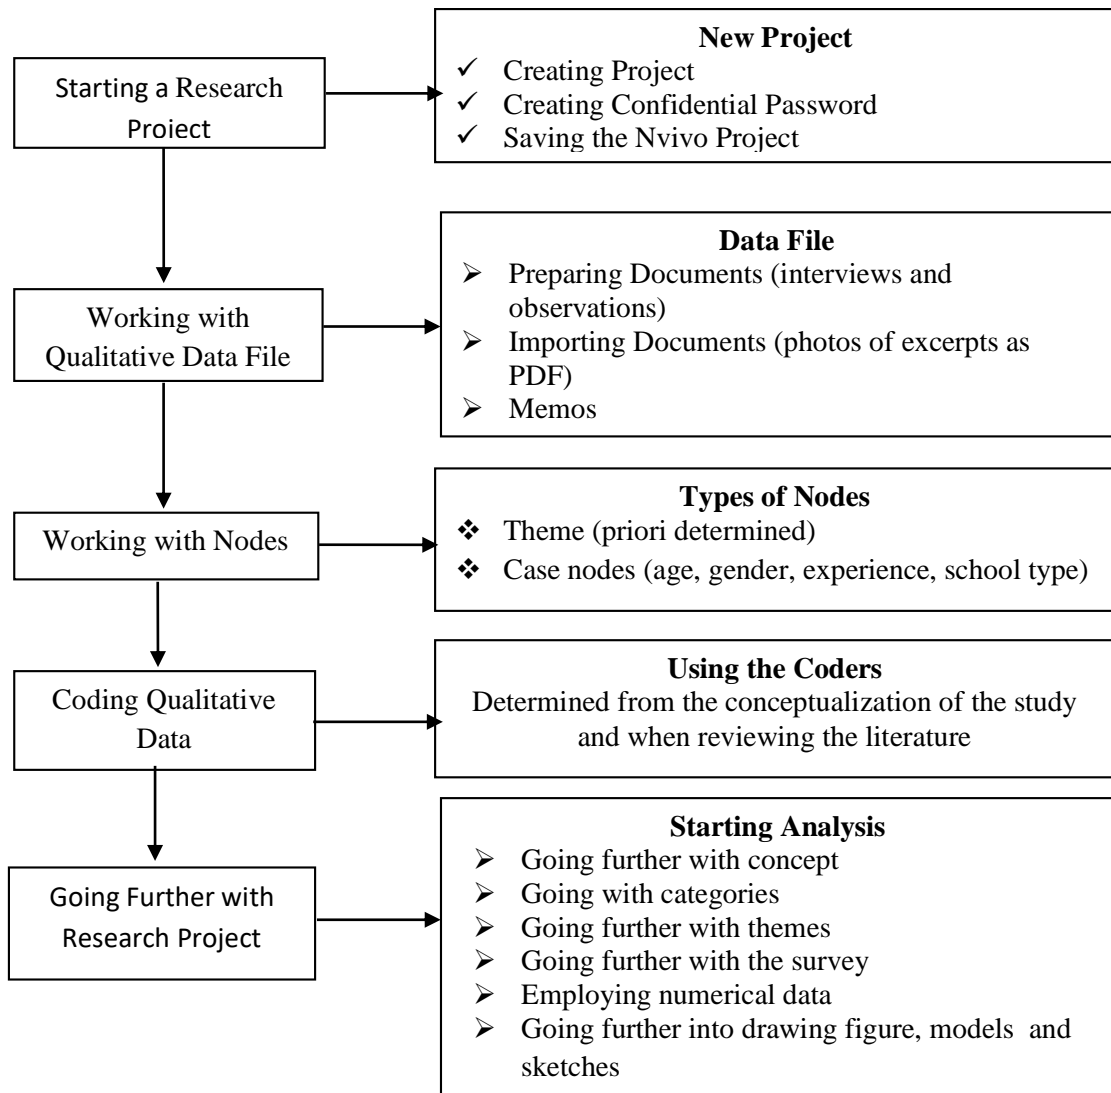 Starting a Research
Project
New Project
✓ Creating Project
✓ Creating Confidential Password
✓ Saving the Nvivo Project
Working with
Qualitative Data File
Data File
➢ Preparing Documents (interviews and
observations)
➢ Importing Documents (photos of excerpts as
PDF)
➢ Memos
Working with Nodes
Types of Nodes
❖ Theme (priori determined)
❖ Case nodes (age, gender, experience, school type)
Coding Qualitative
Data
Using the Coders
Determined from the conceptualization of the study
and when reviewing the literature
Going Further with
Research Project
Starting Analysis
➢ Going further with concept
➢ Going with categories
➢ Going further with themes
➢ Going further with the survey
➢ Employing numerical data
➢ Going further into drawing figure, models and
sketches